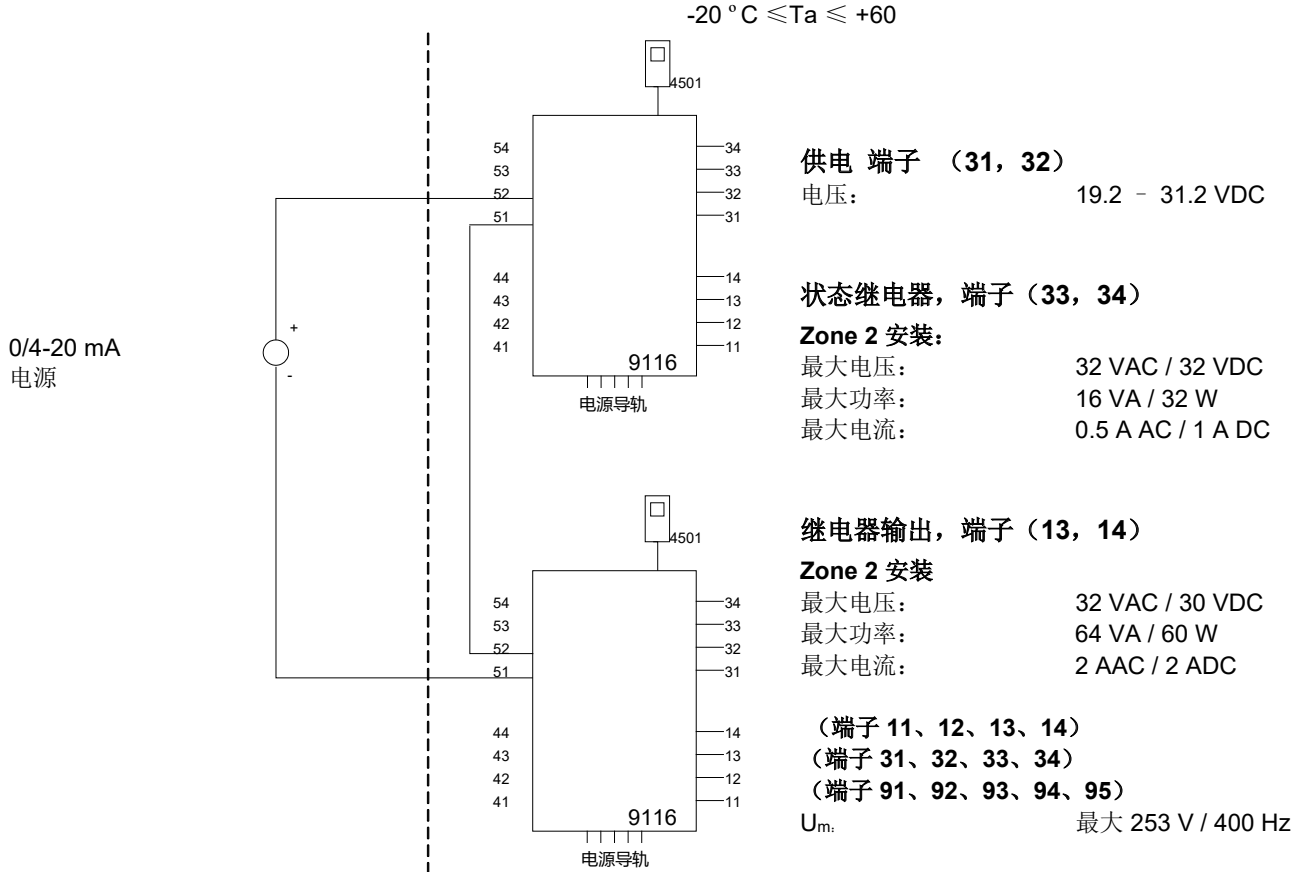 -20 °C ≤Ta ≤ +60
4501
54
53
52
51
44
43
42
41
34
33
32
31
14
13
12
11
9116
电源导轨
0/4-20 mA
电源
+
-
4501
54
53
52
51
44
43
42
41
34
33
32
31
14
13
12
11
9116
电源导轨
供电 端子 （31，32）
电压： 19.2 – 31.2 VDC
状态继电器，端子（33，34）
Zone 2 安装：
最大电压： 32 VAC / 32 VDC
最大功率： 16 VA / 32 W
最大电流： 0.5 A AC / 1 A DC
继电器输出，端子（13，14）
Zone 2 安装
最大电压： 32 VAC / 30 VDC
最大功率： 64 VA / 60 W
最大电流： 2 AAC / 2 ADC
（端子 11、12、13、14）
（端子 31、32、33、34）
（端子 91、92、93、94、95）
Um: 最大 253 V / 400 Hz